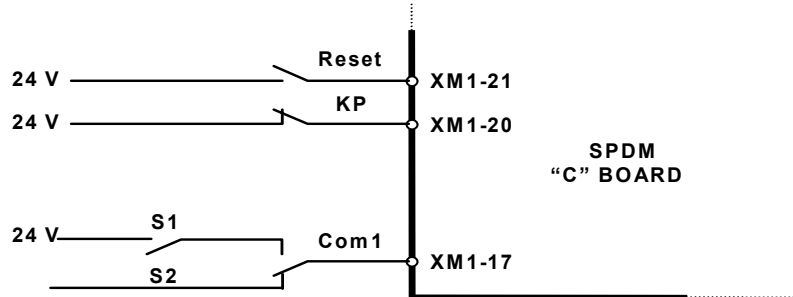 Reset
24 V
XM1-21
KP
24 V
XM1-20
SPDM
“C” BOARD
S1
24 V
Com1
XM1-17
S2